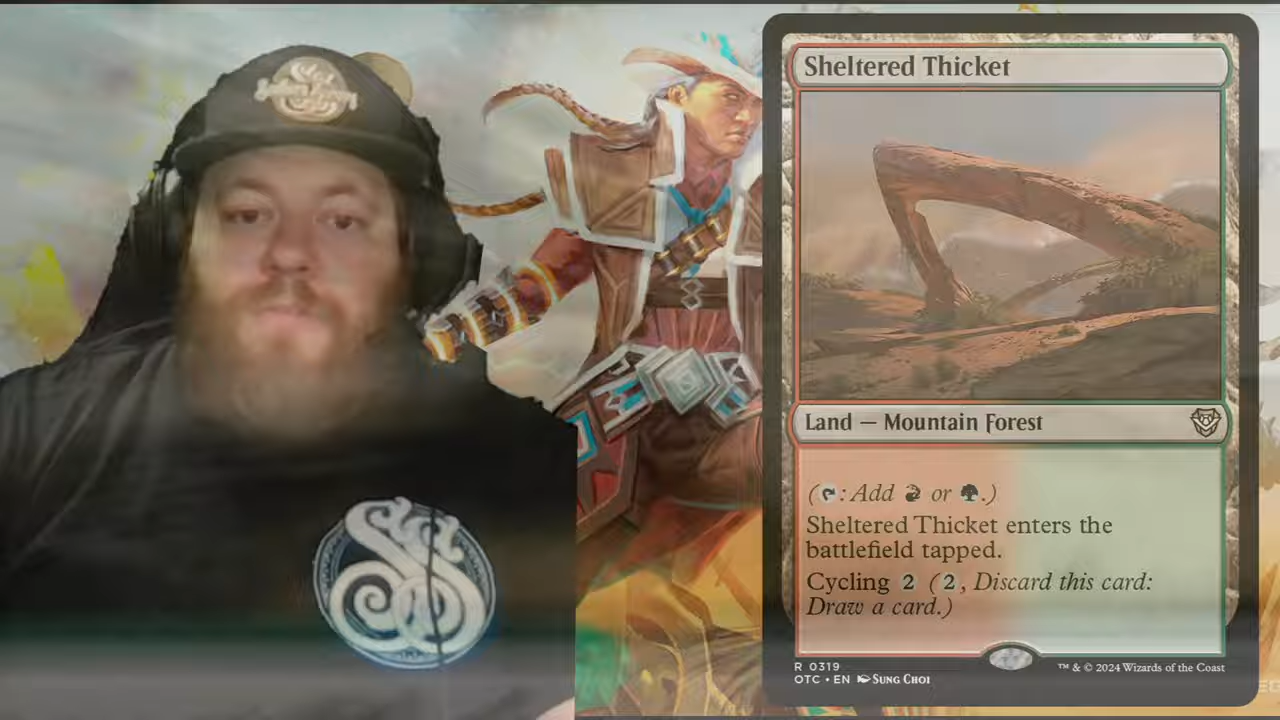 Sheltered Thicket
Land — Mountain Forest
(: Add or .)
Sheltered Thicket enters the
battlefield tapped.
Cycling 2 (2, Discard this card:
Draw a card.)
R 0319
OTC • EN Sung Choi
™ & © 2024 Wizards of the Coast